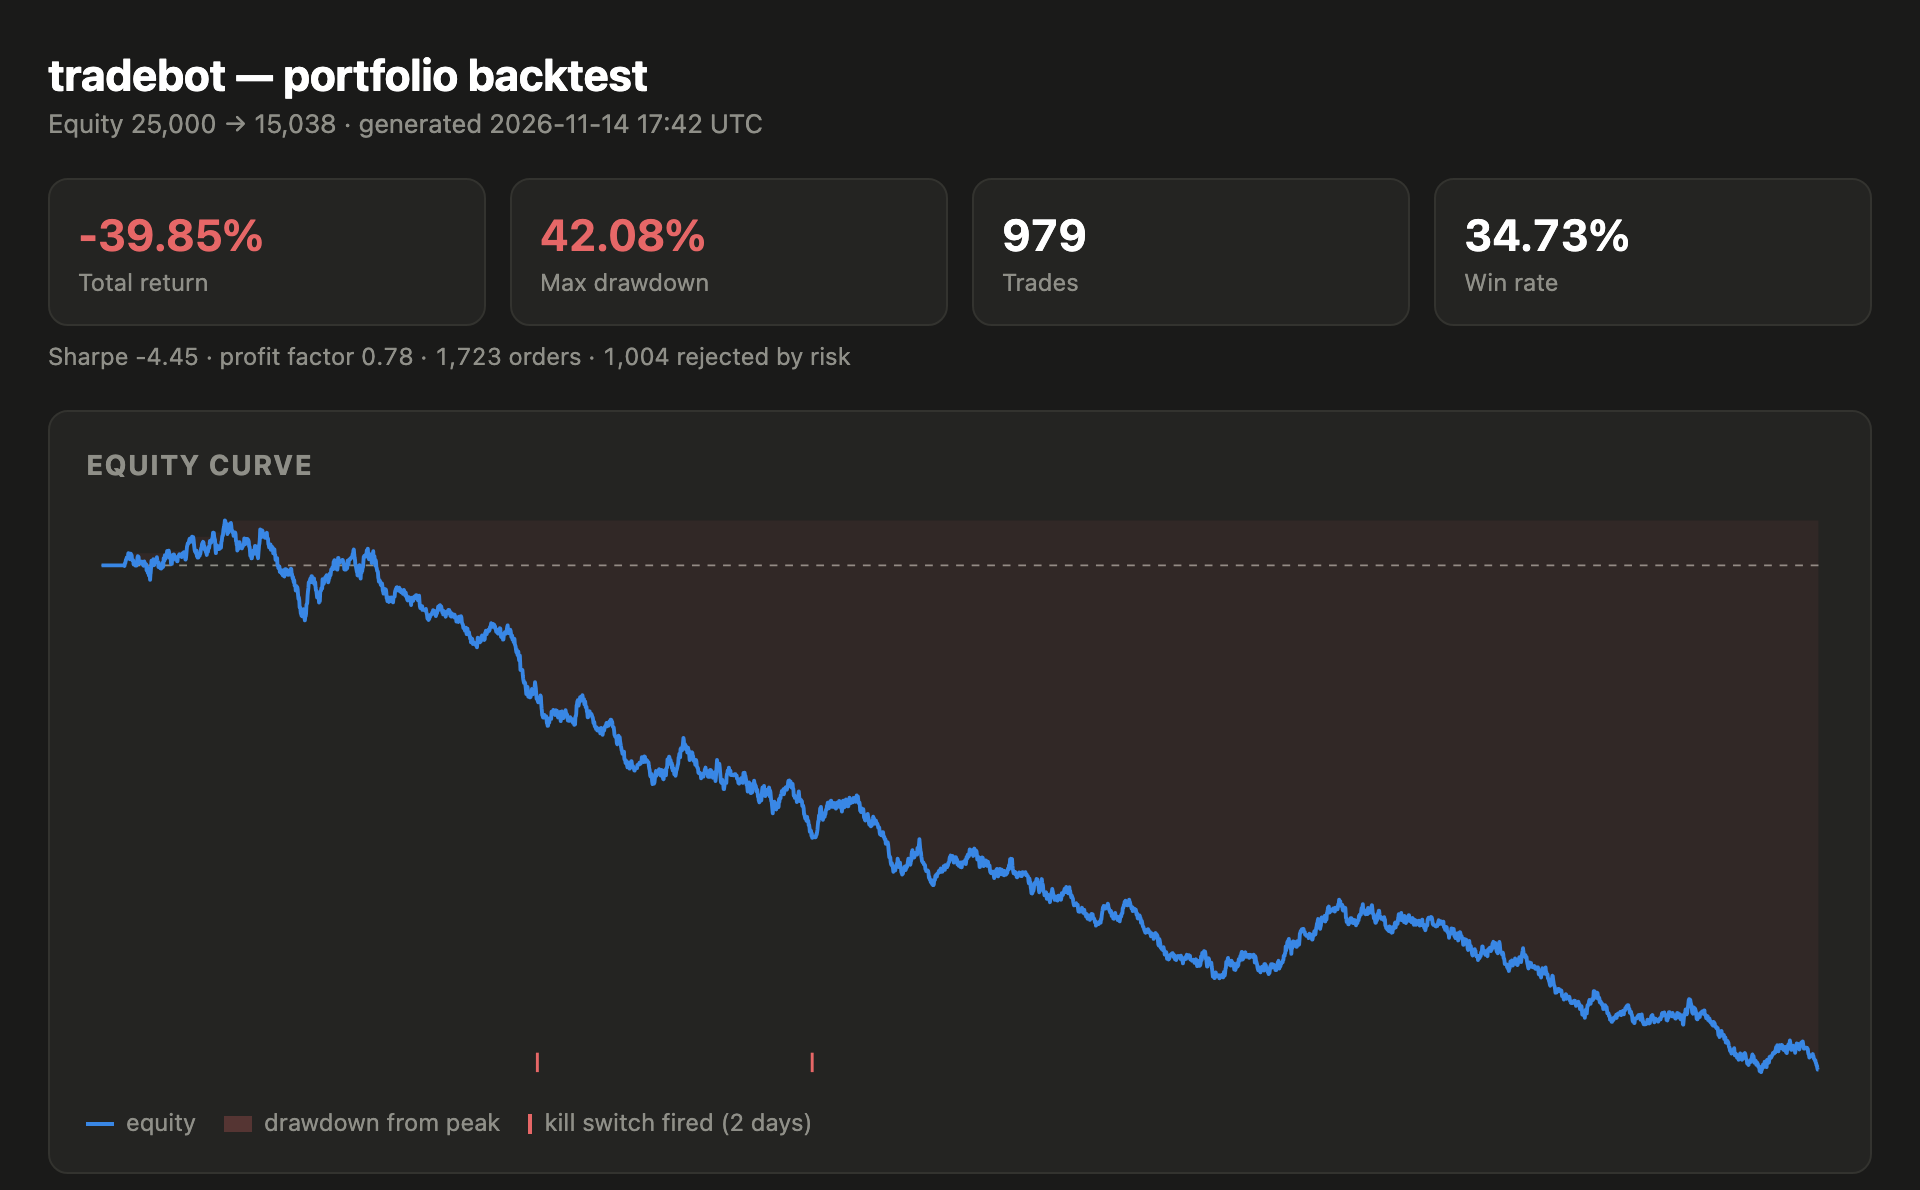 tradebot — portfolio backtest
Equity 25,000 → 15,038 · generated 2026-11-14 17:42 UTC
-39.85%
Total return
42.08%
Max drawdown
979
Trades
34.73%
Win rate
Sharpe -4.45 · profit factor 0.78 · 1,723 orders · 1,004 rejected by risk
EQUITY CURVE
equity
drawdown from peak
kill switch fired (2 days)